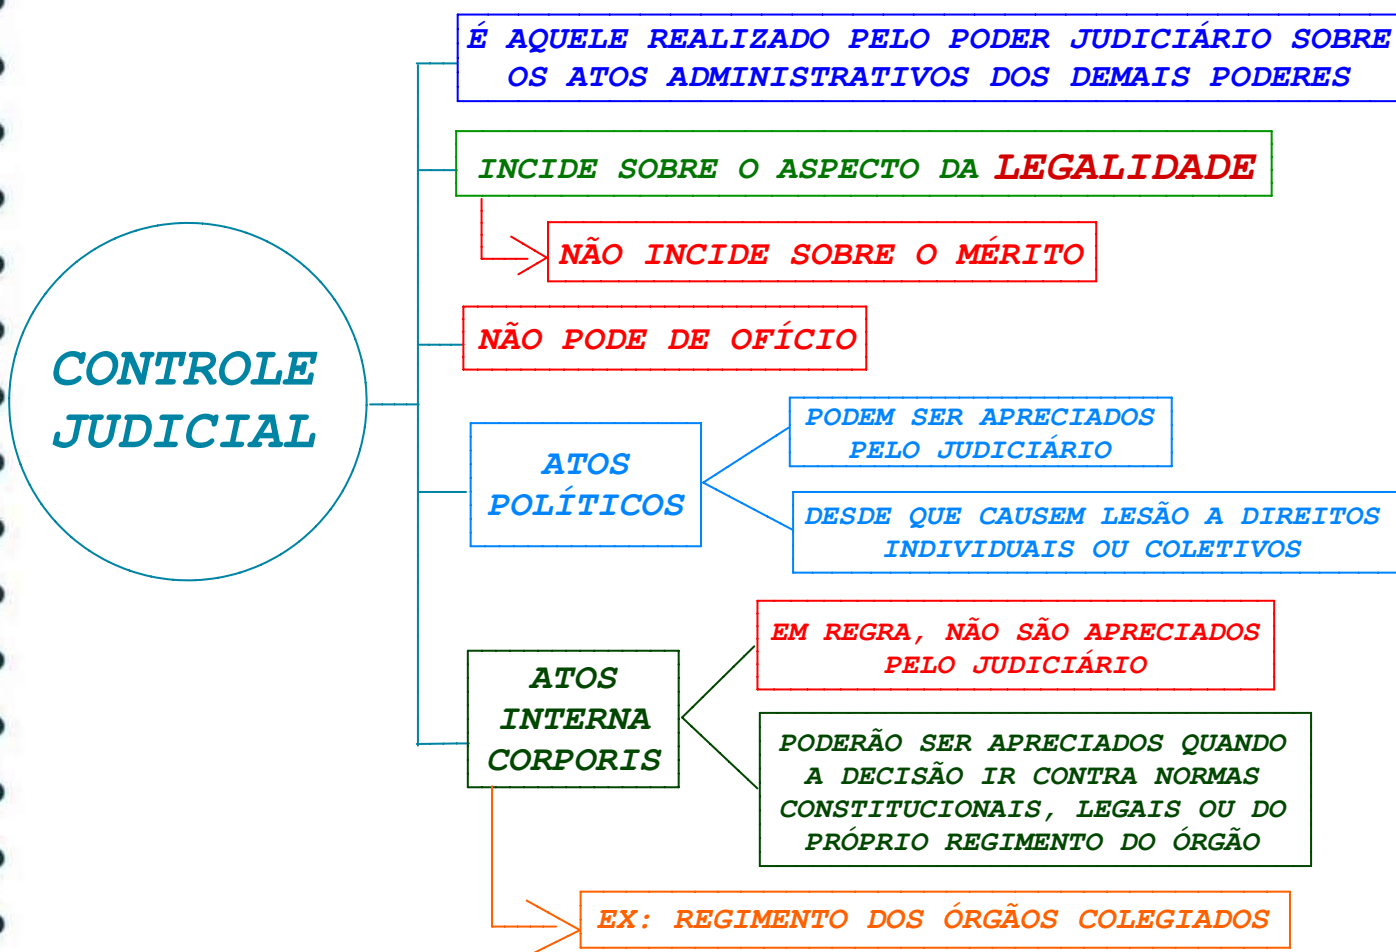 É AQUELE REALIZADO PELO PODER JUDICIÁRIO SOBRE
OS ATOS ADMINISTRATIVOS DOS DEMAIS PODERES
INCIDE SOBRE O ASPECTO DA LEGALIDADE
NÃO INCIDE SOBRE O MÉRITO
NÃO PODE DE OFÍCIO
CONTROLE
JUDICIAL
ATOS
POLÍTICOS
PODEM SER APRECIADOS
PELO JUDICIÁRIO
DESDE QUE CAUSEM LESÃO A DIREITOS
INDIVIDUAIS OU COLETIVOS
ATOS
INTERNA
CORPORIS
EM REGRA, NÃO SÃO APRECIADOS
PELO JUDICIÁRIO
PODERÃO SER APRECIADOS QUANDO
A DECISÃO IR CONTRA NORMAS
CONSTITUCIONAIS, LEGAIS OU DO
PRÓPRIO REGIMENTO DO ÓRGÃO
EX: REGIMENTO DOS ÓRGÃOS COLEGIADOS